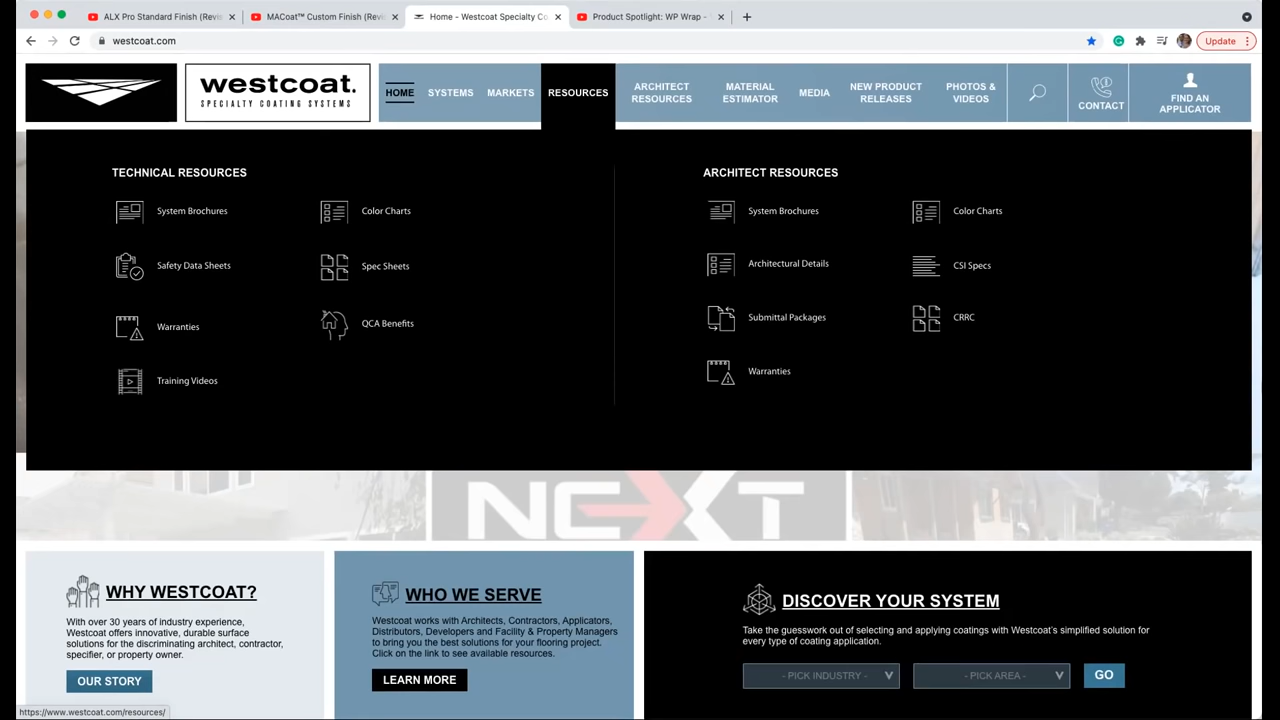 ALX Pro Standard Finish (Revi
MACoat™ Custom Finish (Revi
Home - Westcoat Specialty Co
Product Spotlight: WP Wrap -
westcoat.com
Update
westcoat.
SPECIALTY COATING SYSTEMS
HOME
SYSTEMS
MARKETS
RESOURCES
ARCHITECT
RESOURCES
MATERIAL
ESTIMATOR
MEDIA
NEW PRODUCT
RELEASES
PHOTOS &
VIDEOS
CONTACT
FIND AN
APPLICATOR
TECHNICAL RESOURCES
System Brochures
Color Charts
Safety Data Sheets
Spec Sheets
Warranties
QCA Benefits
Training Videos
ARCHITECT RESOURCES
System Brochures
Color Charts
Architectural Details
CSI Specs
Submittal Packages
CRRC
Warranties
NEXT
WHY WESTCOAT?
With over 30 years of industry experience,
Westcoat offers innovative, durable surface
solutions for the discriminating architect, contractor,
specifier, or property owner.
OUR STORY
WHO WE SERVE
Westcoat works with Architects, Contractors, Applicators,
Distributors, Developers and Facility & Property Managers
to bring you the best solutions for your flooring project.
Click on the link to see available resources.
LEARN MORE
DISCOVER YOUR SYSTEM
Take the guesswork out of selecting and applying coatings with Westcoat's simplified solution for
every type of coating application.
- PICK INDUSTRY -
- PICK AREA -
GO
https://www.westcoat.com/resources/